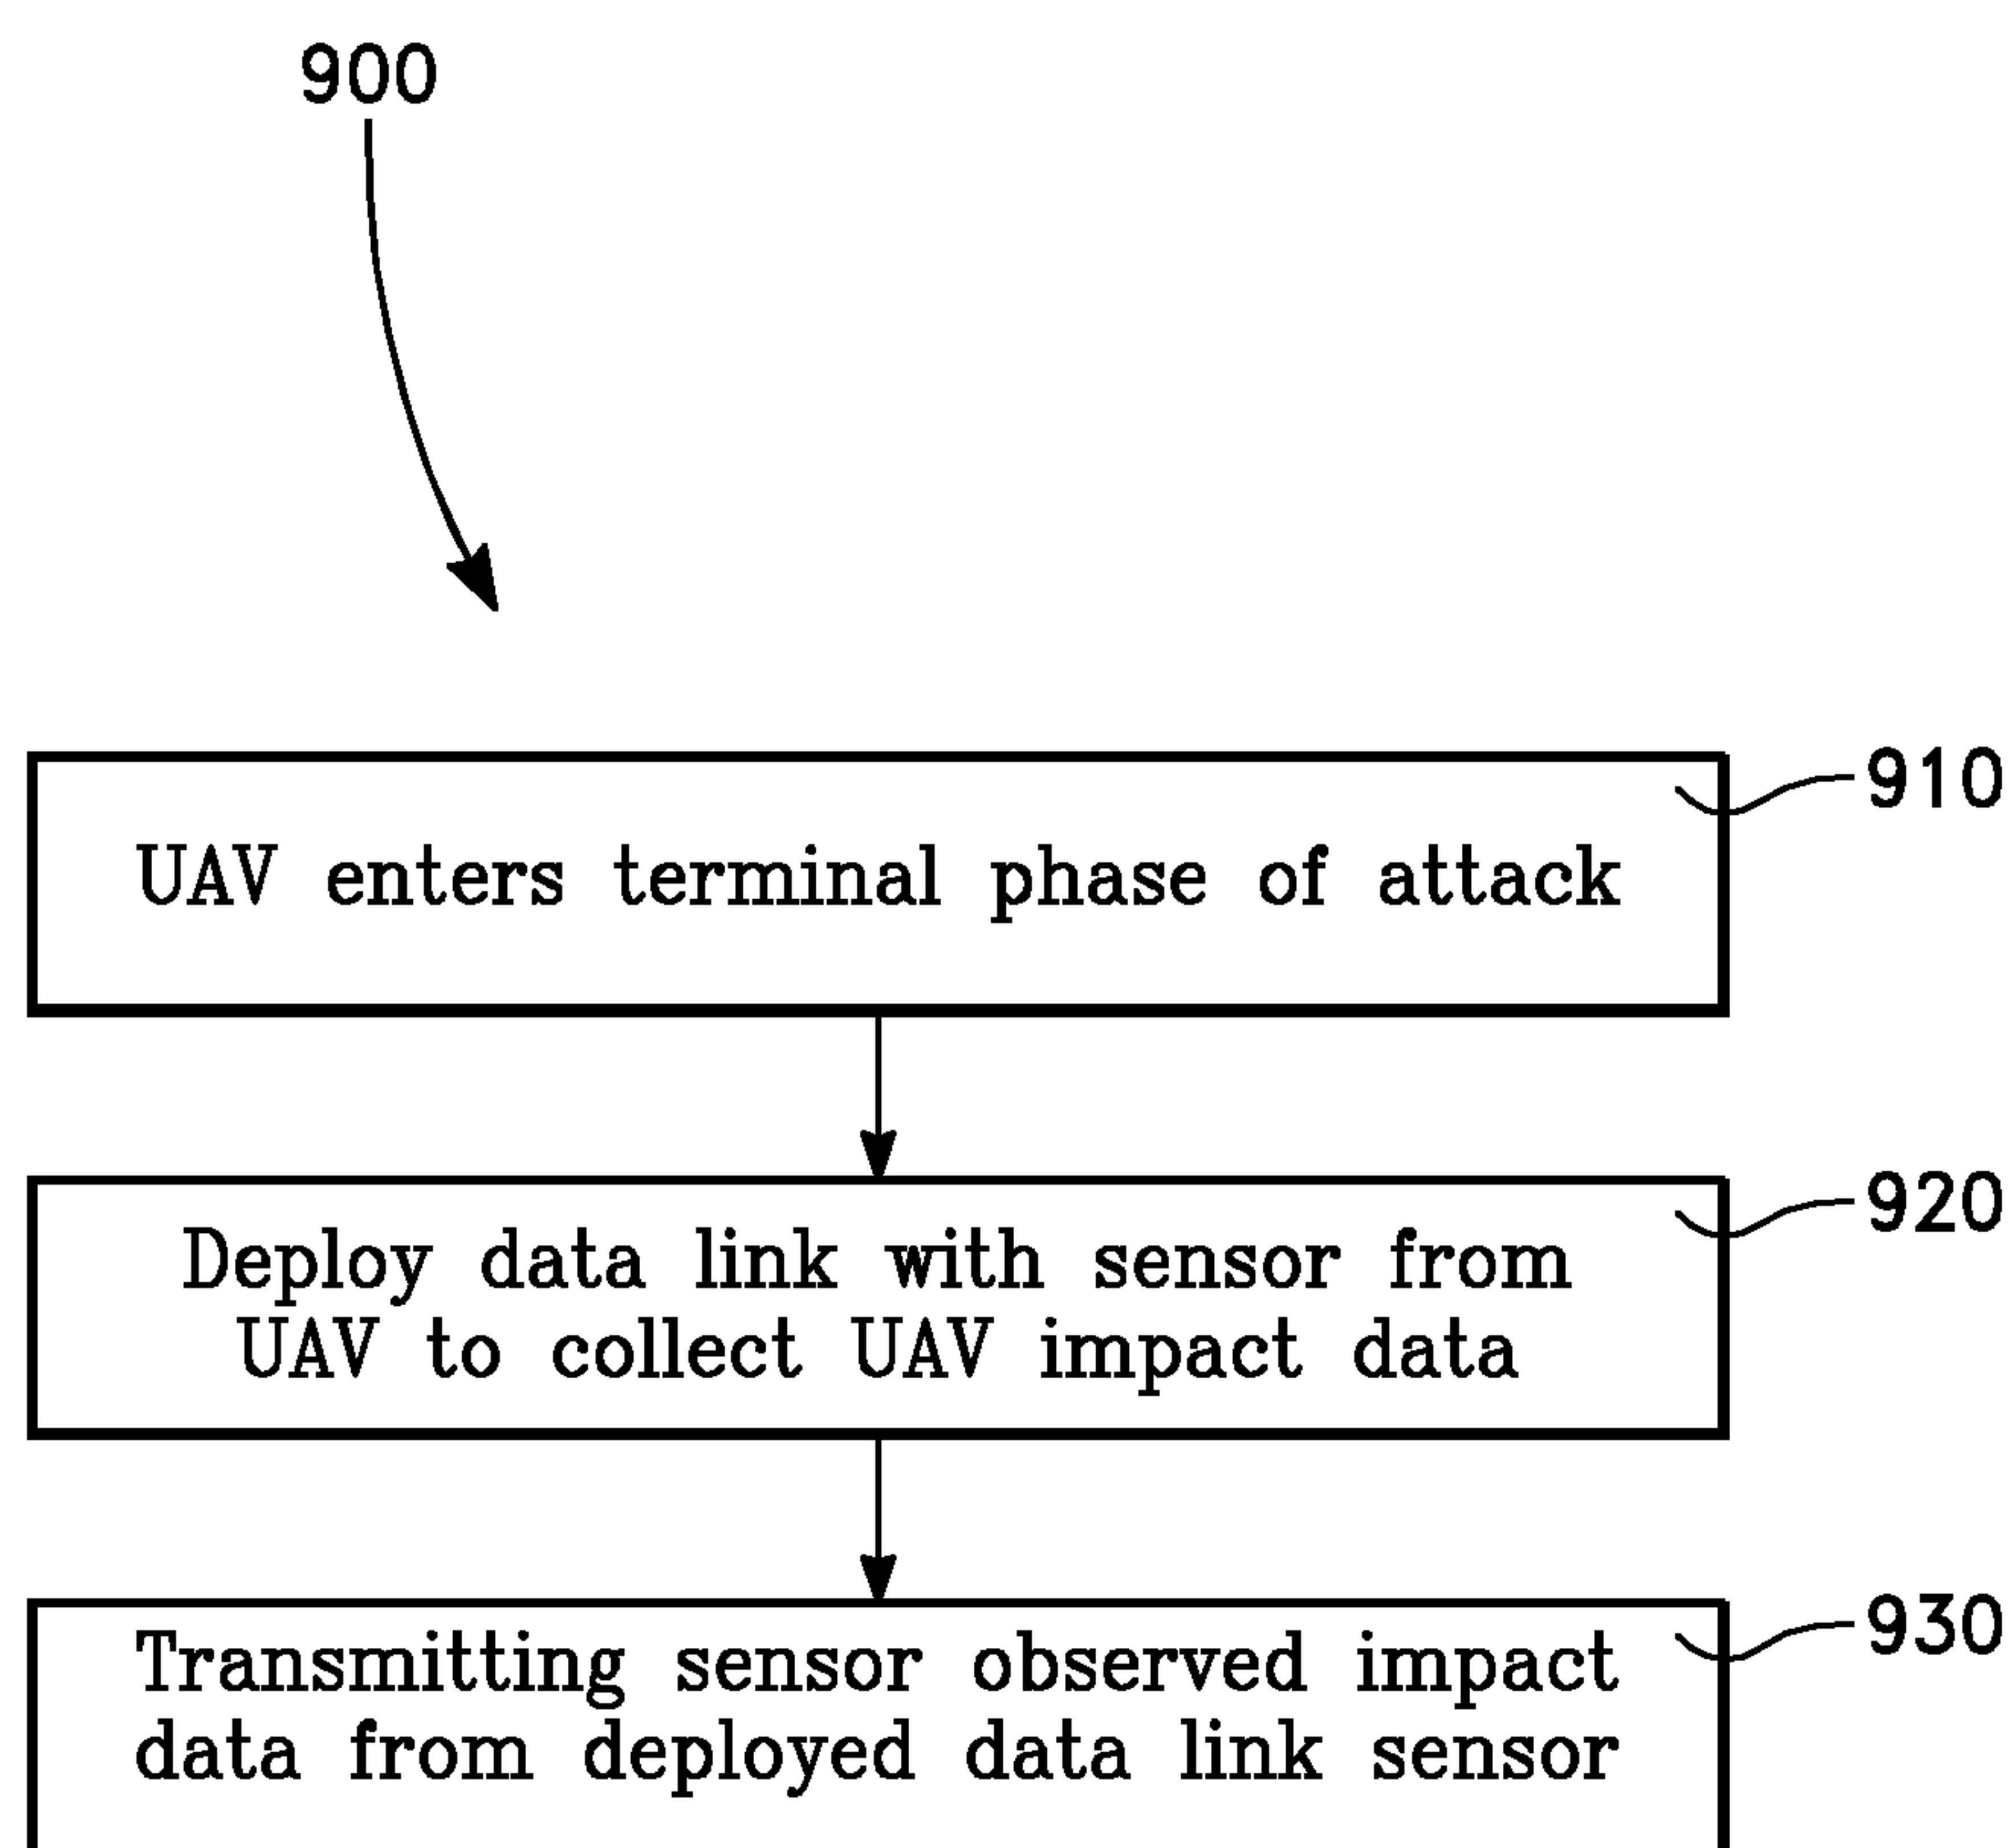 900
910
UAV enters terminal phase of attack
920
Deploy data link with sensor from
UAV to collect UAV impact data
930
Transmitting sensor observed impact
data from deployed data link sensor